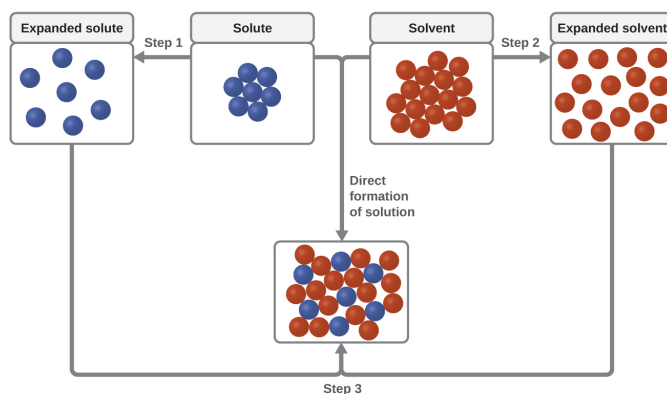 Expanded solute
Solute
Solvent
Expanded solvent
Step 1
Step 2
Direct
formation
of solution
Step 3